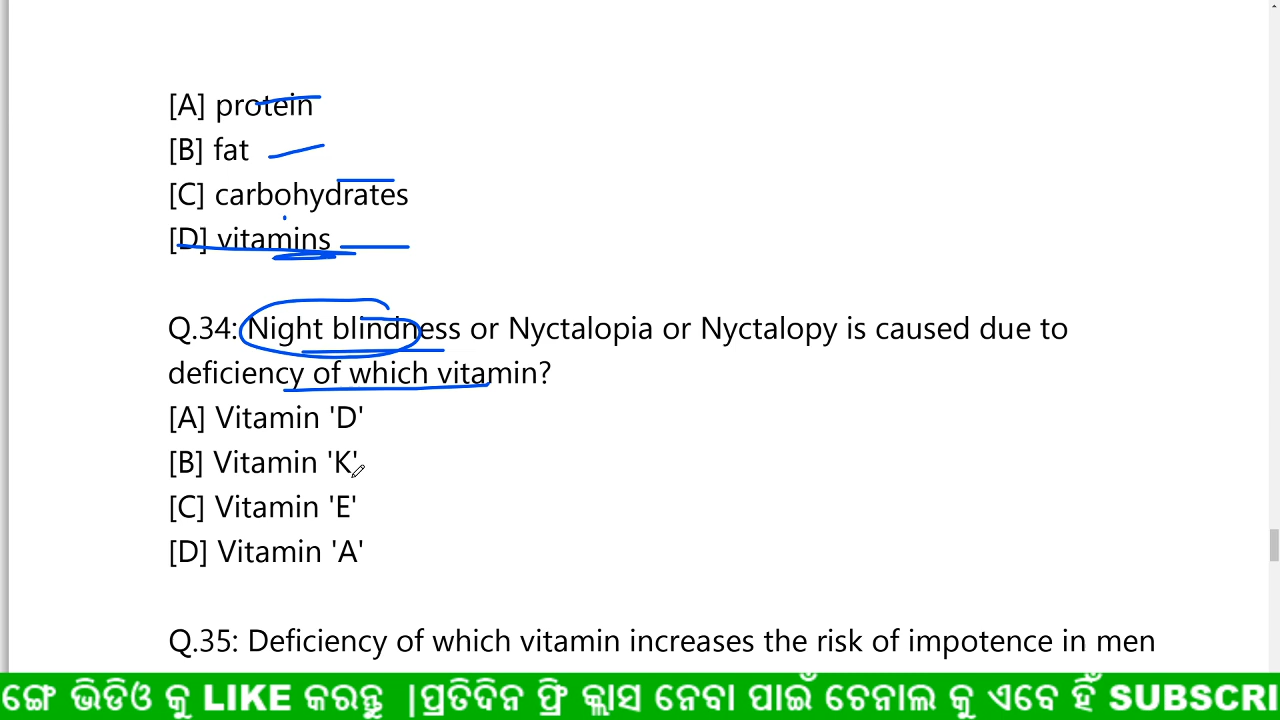 [A] protein
[B] fat
[C] carbohydrates
[D] vitamins
Q.34: Night blindness or Nyctalopia or Nyctalopy is caused due to
deficiency of which vitamin?
[A] Vitamin 'D'
[B] Vitamin 'K'
[C] Vitamin 'E'
[D] Vitamin 'A'
Q.35: Deficiency of which vitamin increases the risk of impotence in men
ଙ୍ଗେ ଭିଡିଓ କୁ LIKE କରନ୍ତୁ |ପ୍ରତିଦିନ ଫ୍ରି କ୍ଲାସ ନେବା ପାଇଁ ଚେନାଲ କୁ ଏବେ ହିଁ SUBSCRI